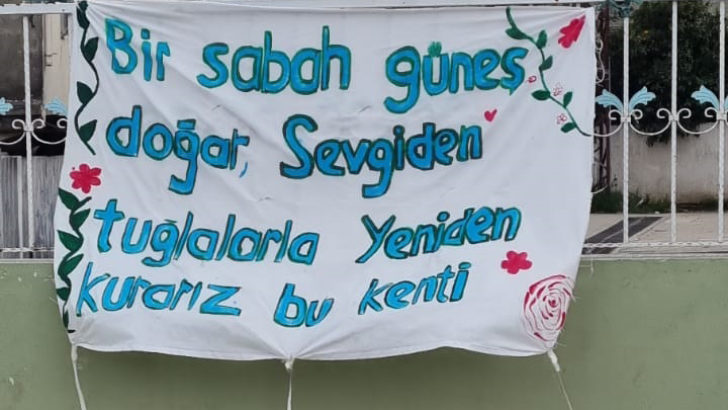 Bir sabah güneş
doğar, Sevgiden
tuğlalarla Yeniden
kurarız bu kenti